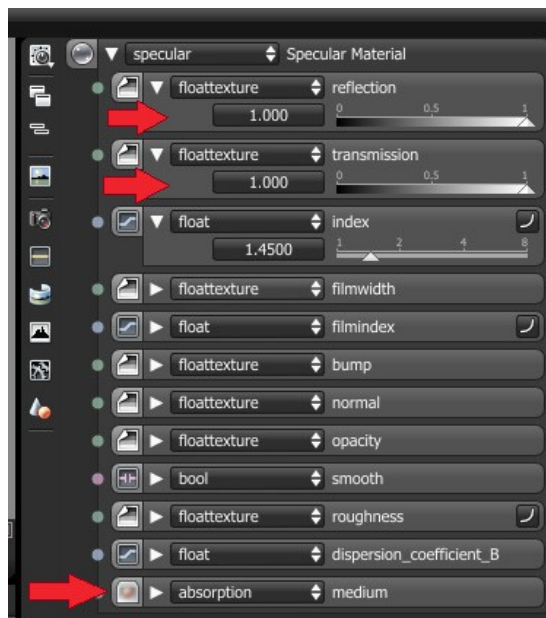 specular Specular Material
floattexture reflection
1.000 0 0.5 1
floattexture transmission
1.000 0 0.5 1
float index
1.4500 1 2 4 8
floattexture filmwidth
float filmindex
floattexture bump
floattexture normal
floattexture opacity
bool smooth
floattexture roughness
float dispersion_coefficient_B
absorption medium